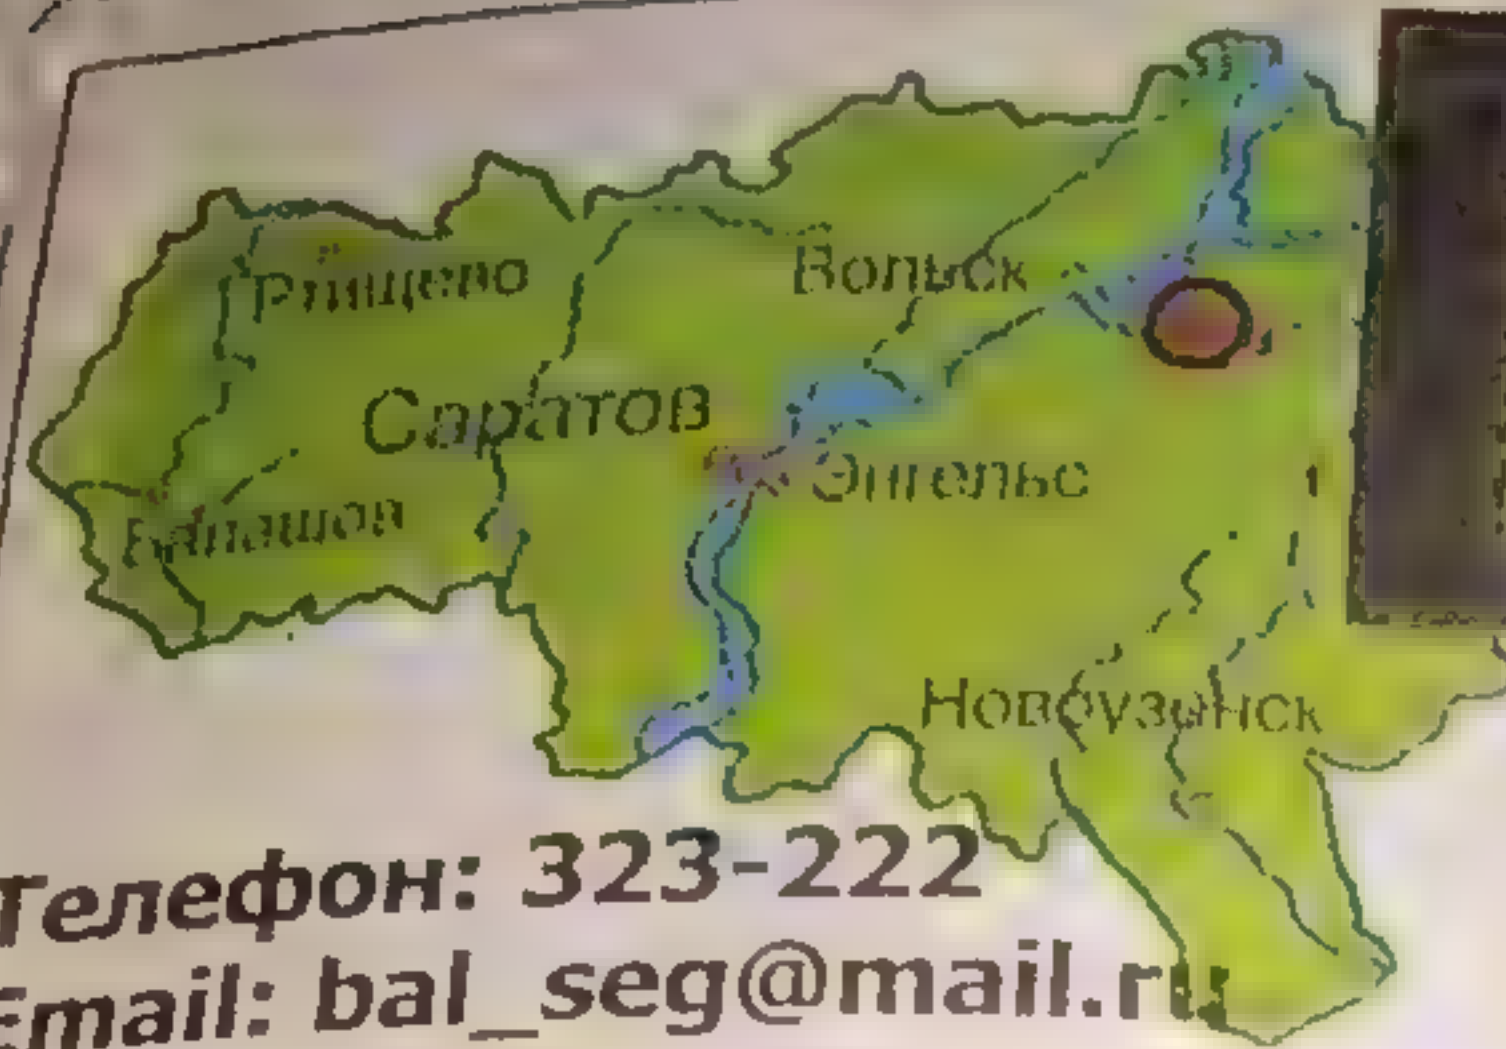 Вольск
Ртищево
Саратов
Энгельс
Балашов
Новоузенск
Телефон: 323-222
Email: bal_seg@mail.ru